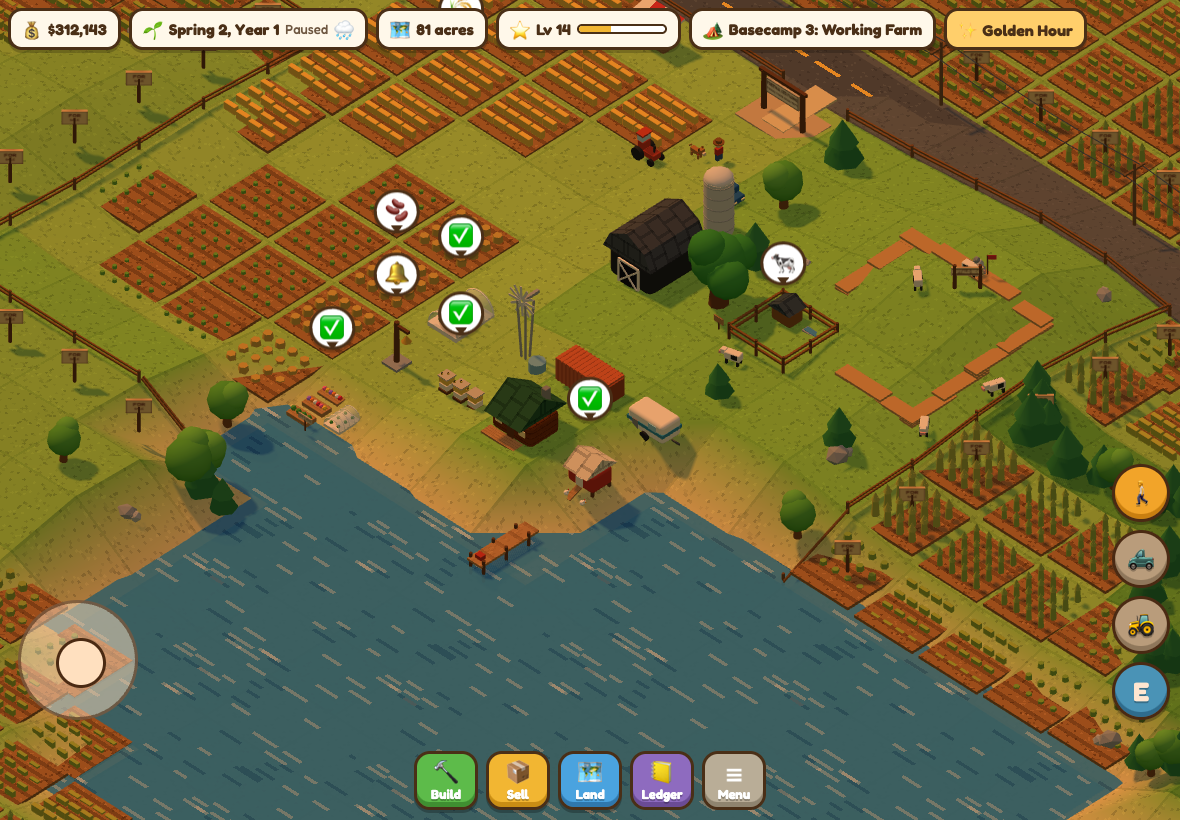 $312,143
Spring 2, Year 1 Paused
81 acres
Lv 14
Basecamp 3: Working Farm
Golden Hour
E
Build
Sell
Land
Ledger
Menu